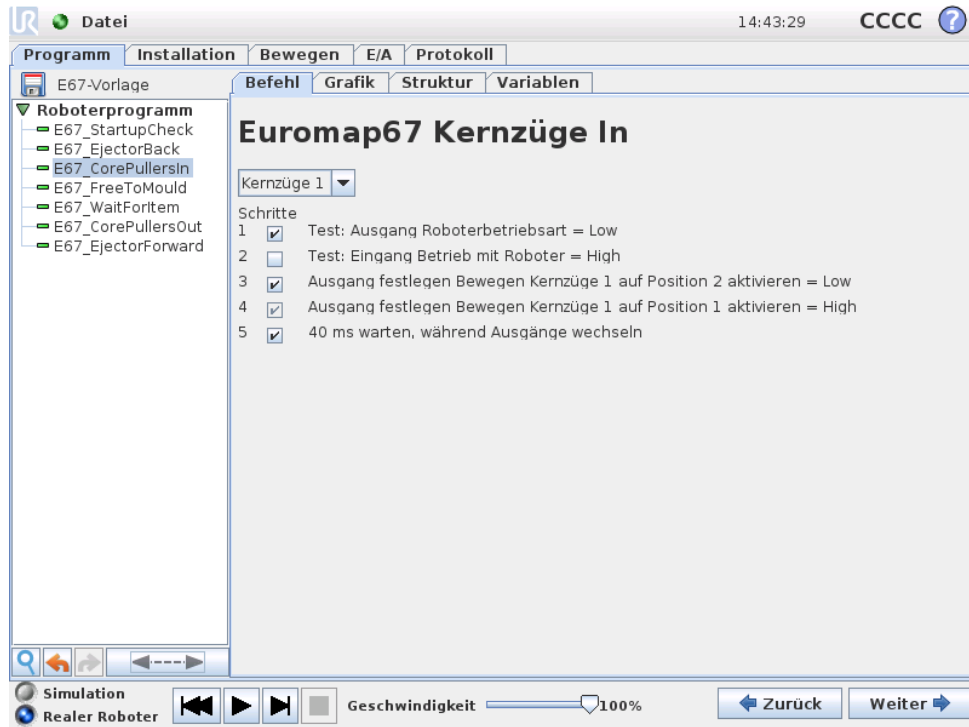 UR Datei 14:43:29 CCCC ?
Programm Installation Bewegen E/A Protokoll
E67-Vorlage Befehl Grafik Struktur Variablen
Roboterprogramm
E67_StartupCheck
E67_EjectorBack
E67_CorePullersIn
E67_FreeToMould
E67_WaitForItem
E67_CorePullersOut
E67_EjectorForward
Euromap67 Kernzüge In
Kernzüge 1
Schritte
1 Test: Ausgang Roboterbetriebsart = Low
2 Test: Eingang Betrieb mit Roboter = High
3 Ausgang festlegen Bewegen Kernzüge 1 auf Position 2 aktivieren = Low
4 Ausgang festlegen Bewegen Kernzüge 1 auf Position 1 aktivieren = High
5 40 ms warten, während Ausgänge wechseln
Simulation
Realer Roboter
Geschwindigkeit 100% Zurück Weiter